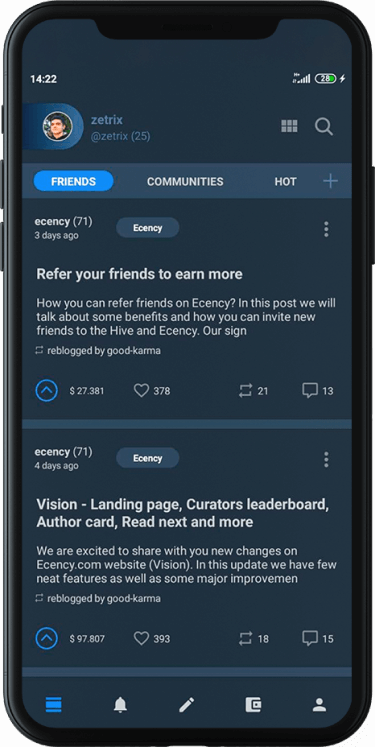 14:22
28
zetrix
@zetrix (25)
FRIENDS
COMMUNITIES
HOT
ecency (71)
Ecency
3 days ago
Refer your friends to earn more
How you can refer friends on Ecency? In this post we will
talk about some benefits and how you can invite new
friends to the Hive and Ecency. Our sign
reblogged by good-karma
$ 27.381
378
21
13
ecency (71)
Ecency
4 days ago
Vision - Landing page, Curators leaderboard,
Author card, Read next and more
We are excited to share with you new changes on
Ecency.com website (Vision). In this update we have few
neat features as well as some major improvemen
reblogged by good-karma
$ 97.807
393
18
15